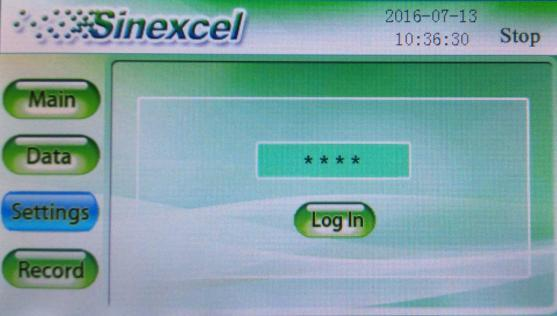 Sinexcel
2016-07-13
10:36:30
Stop
Main
Data
Settings
Record
****
Log In